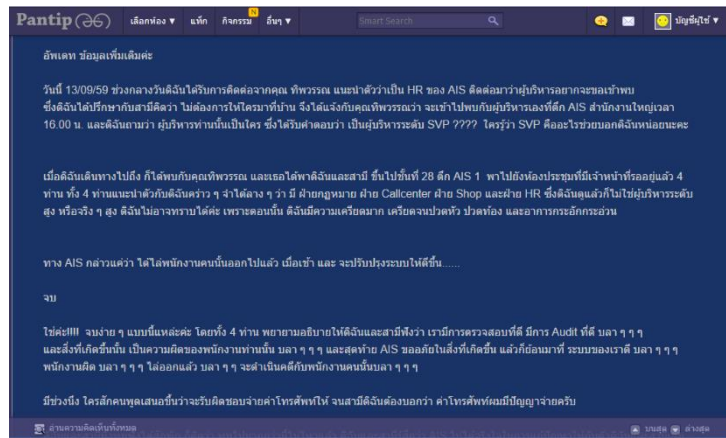 Pantip เลือกห้อง ▼ แท็ก กิจกรรม N อื่นๆ ▼ Smart Search บัญชีผู้ใช้ ▼
อัพเดท ข้อมูลเพิ่มเติมค่ะ
วันนี้ 13/09/59 ช่วงกลางวันดิฉันได้รับการติดต่อจากคุณ ทิพวรรณ แนะนำตัวว่าเป็น HR ของ AIS ติดต่อมาว่าผู้บริหารอยากจะขอเข้าพบ
ซึ่งดิฉันได้ปรึกษากับสามีคิดว่า ไม่ต้องการให้ใครมาที่บ้าน จึงได้แจ้งกับคุณทิพวรรณว่า จะเข้าไปพบกับผู้บริหารเองที่ตึก AIS สำนักงานใหญ่เวลา
16.00 น. และดิฉันถามว่า ผู้บริหารท่านนั้นเป็นใคร ซึ่งได้รับคำตอบว่า เป็นผู้บริหารระดับ SVP ???? ใครรู้ว่า SVP คืออะไรช่วยบอกดิฉันหน่อยนะคะ
เมื่อดิฉันเดินทางไปถึง ก็ได้พบกับคุณทิพวรรณ และเธอได้พาดิฉันและสามี ขึ้นไปชั้นที่ 28 ตึก AIS 1 พาไปยังห้องประชุมที่มีเจ้าหน้าที่รออยู่แล้ว 4
ท่าน ทั้ง 4 ท่านแนะนำตัวกับดิฉันคร่าว ๆ จำได้ลาง ๆ ว่า มี ฝ่ายกฎหมาย ฝ่าย Callcenter ฝ่าย Shop และฝ่าย HR ซึ่งดิฉันดูแล้วก็ไม่ใช่ผู้บริหารระดับ
สูง หรือจริง ๆ สูง ดิฉันไม่อาจทราบได้ค่ะ เพราะตอนนั้น ดิฉันมีความเครียดมาก เครียดจนปวดหัว ปวดท้อง และอาการกระอักกระอ่วน
ทาง AIS กล่าวแค่ว่า ได้ไล่พนักงานคนนั้นออกไปแล้ว เมื่อเช้า และ จะปรับปรุงระบบให้ดีขึ้น......
จบ
ใช่ค่ะ!!!! จบง่าย ๆ แบบนี้แหล่ะค่ะ โดยทั้ง 4 ท่าน พยายามอธิบายให้ดิฉันและสามีฟังว่า เรามีการตรวจสอบที่ดี มีการ Audit ที่ดี บลา ๆ ๆ ๆ
และสิ่งที่เกิดขึ้นนั้น เป็นความผิดของพนักงานท่านนั้น บลา ๆ ๆ ๆ และสุดท้าย AIS ขออภัยในสิ่งที่เกิดขึ้น แล้วก็ย้อนมาที่ ระบบของเราดี บลา ๆ ๆ ๆ
พนักงานผิด บลา ๆ ๆ ๆ ไล่ออกแล้ว บลา ๆ ๆ จะดำเนินคดีกับพนักงานคนนั้นบลา ๆ ๆ ๆ
มีช่วงนึง ใครสักคนพูดเสนอขึ้นว่าจะรับผิดชอบจ่ายค่าโทรศัพท์ให้ จนสามีดิฉันต้องบอกว่า ค่าโทรศัพท์ผมมีปัญญาจ่ายครับ
อ่านความคิดเห็นทั้งหมด บนสุด ล่างสุด